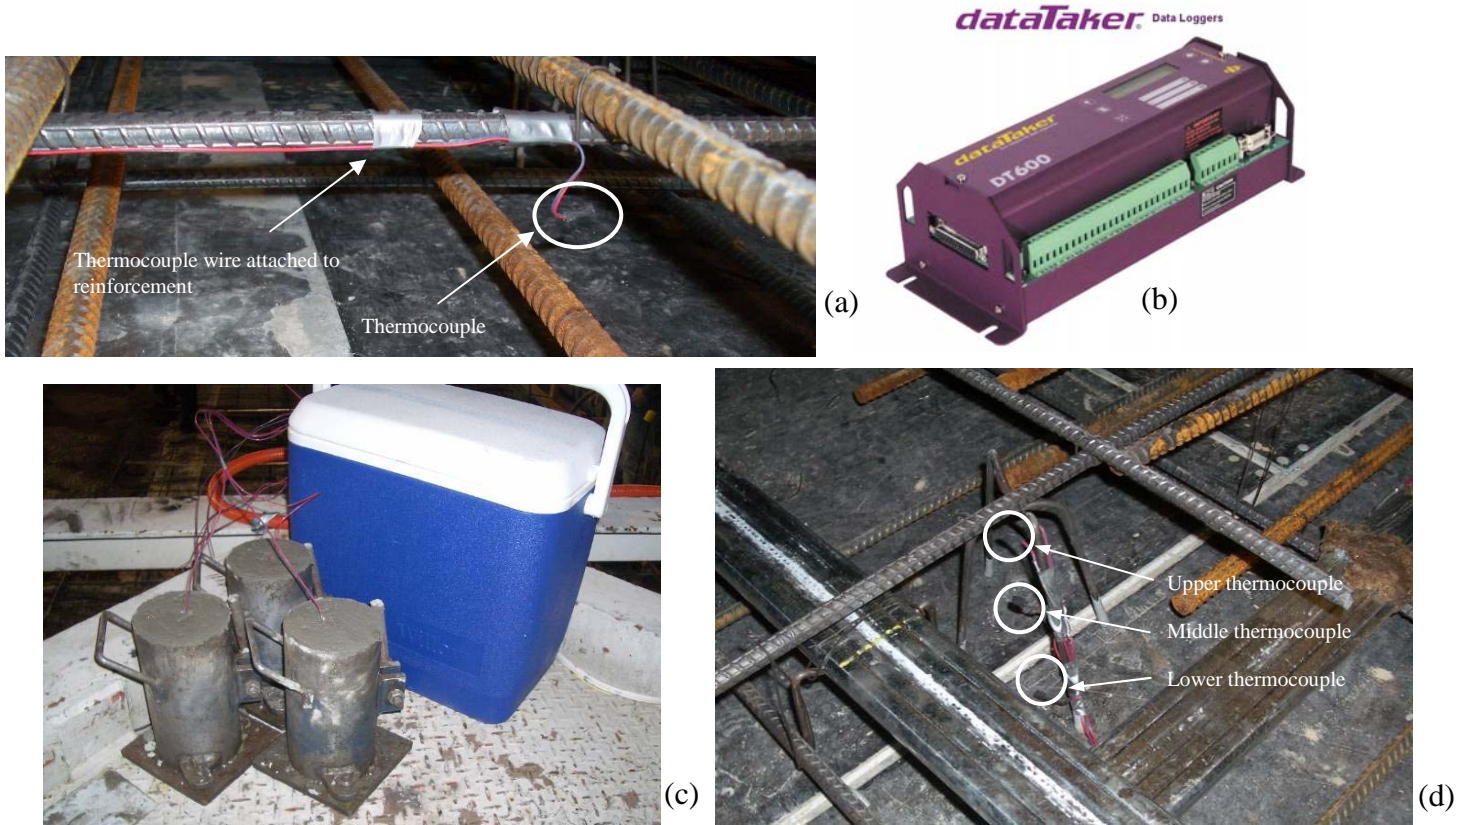 dataTaker Data Loggers
dataTaker
DT600
Thermocouple wire attached to
reinforcement
Thermocouple
(a)
(b)
(c)
Upper thermocouple
Middle thermocouple
Lower thermocouple
(d)